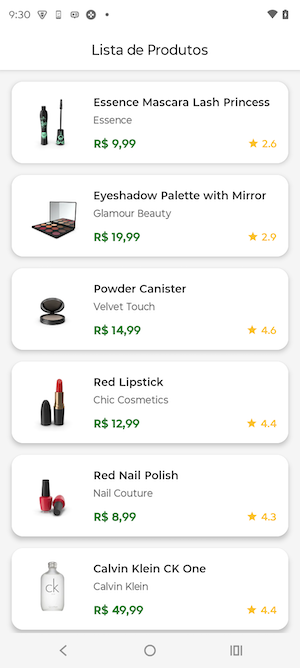 9:30
Lista de Produtos
Essence Mascara Lash Princess
Essence
R$ 9,99
★ 2.6
Eyeshadow Palette with Mirror
Glamour Beauty
R$ 19,99
★ 2.9
Powder Canister
Velvet Touch
R$ 14,99
★ 4.6
Red Lipstick
Chic Cosmetics
R$ 12,99
★ 4.4
Red Nail Polish
Nail Couture
R$ 8,99
★ 4.3
ck
Calvin Klein CK One
Calvin Klein
R$ 49,99
★ 4.4